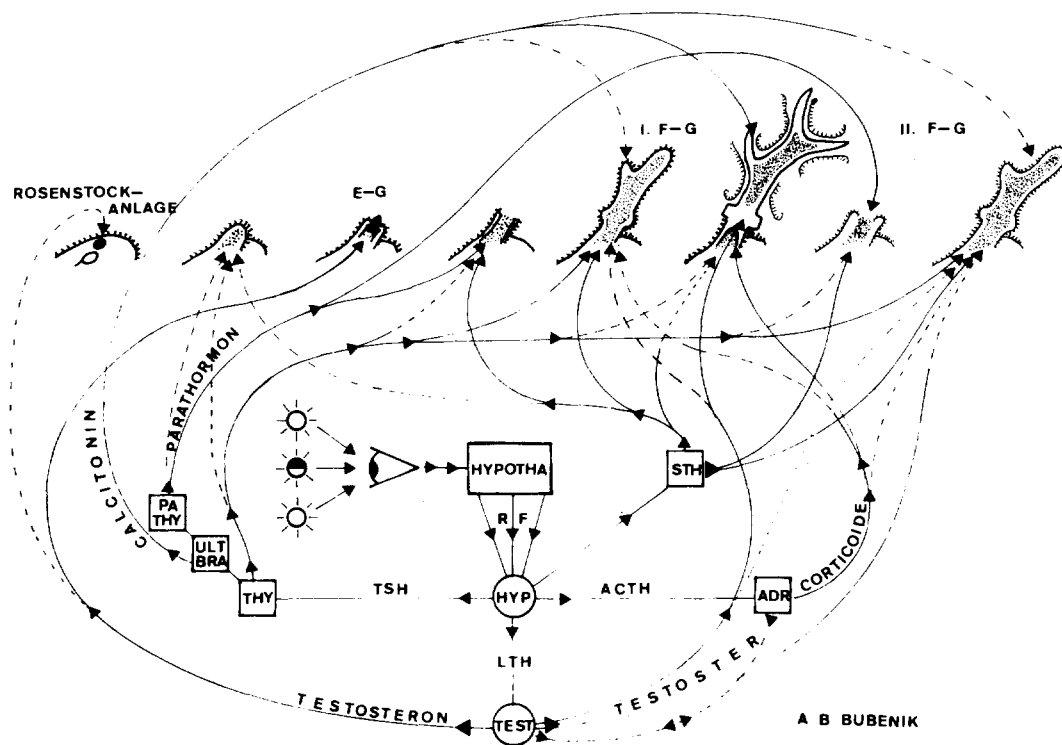 I. F-G
II. F-G
ROSENSTOCK-
ANLAGE
E-G
PARATHORMON
CALCITONIN
HYPOTHA
STH
PA
THY
R F
ULT
BRA
CORTICOIDE
THY
TSH
HYP
ACTH
ADR
LTH
TESTOSTERON
TESTOSTER
TEST
A B BUBENIK